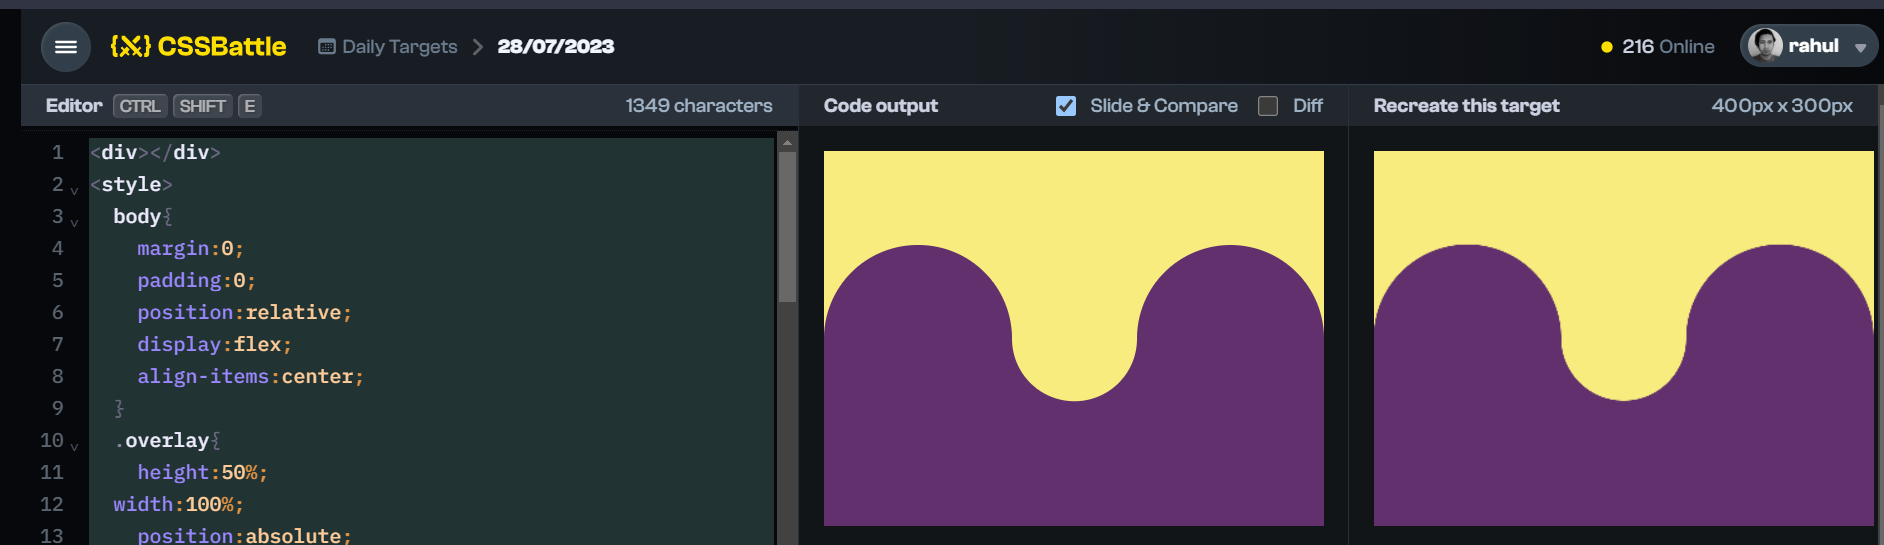 {X} CSSBattle Daily Targets > 28/07/2023 216 Online rahul
Editor CTRL SHIFT E 1349 characters Code output Slide & Compare Diff Recreate this target 400px x 300px
1 <div></div>
2 <style>
3 body{
4 margin:0;
5 padding:0;
6 position:relative;
7 display:flex;
8 align-items:center;
9 }
10 .overlay{
11 height:50%;
12 width:100%;
13 position:absolute;